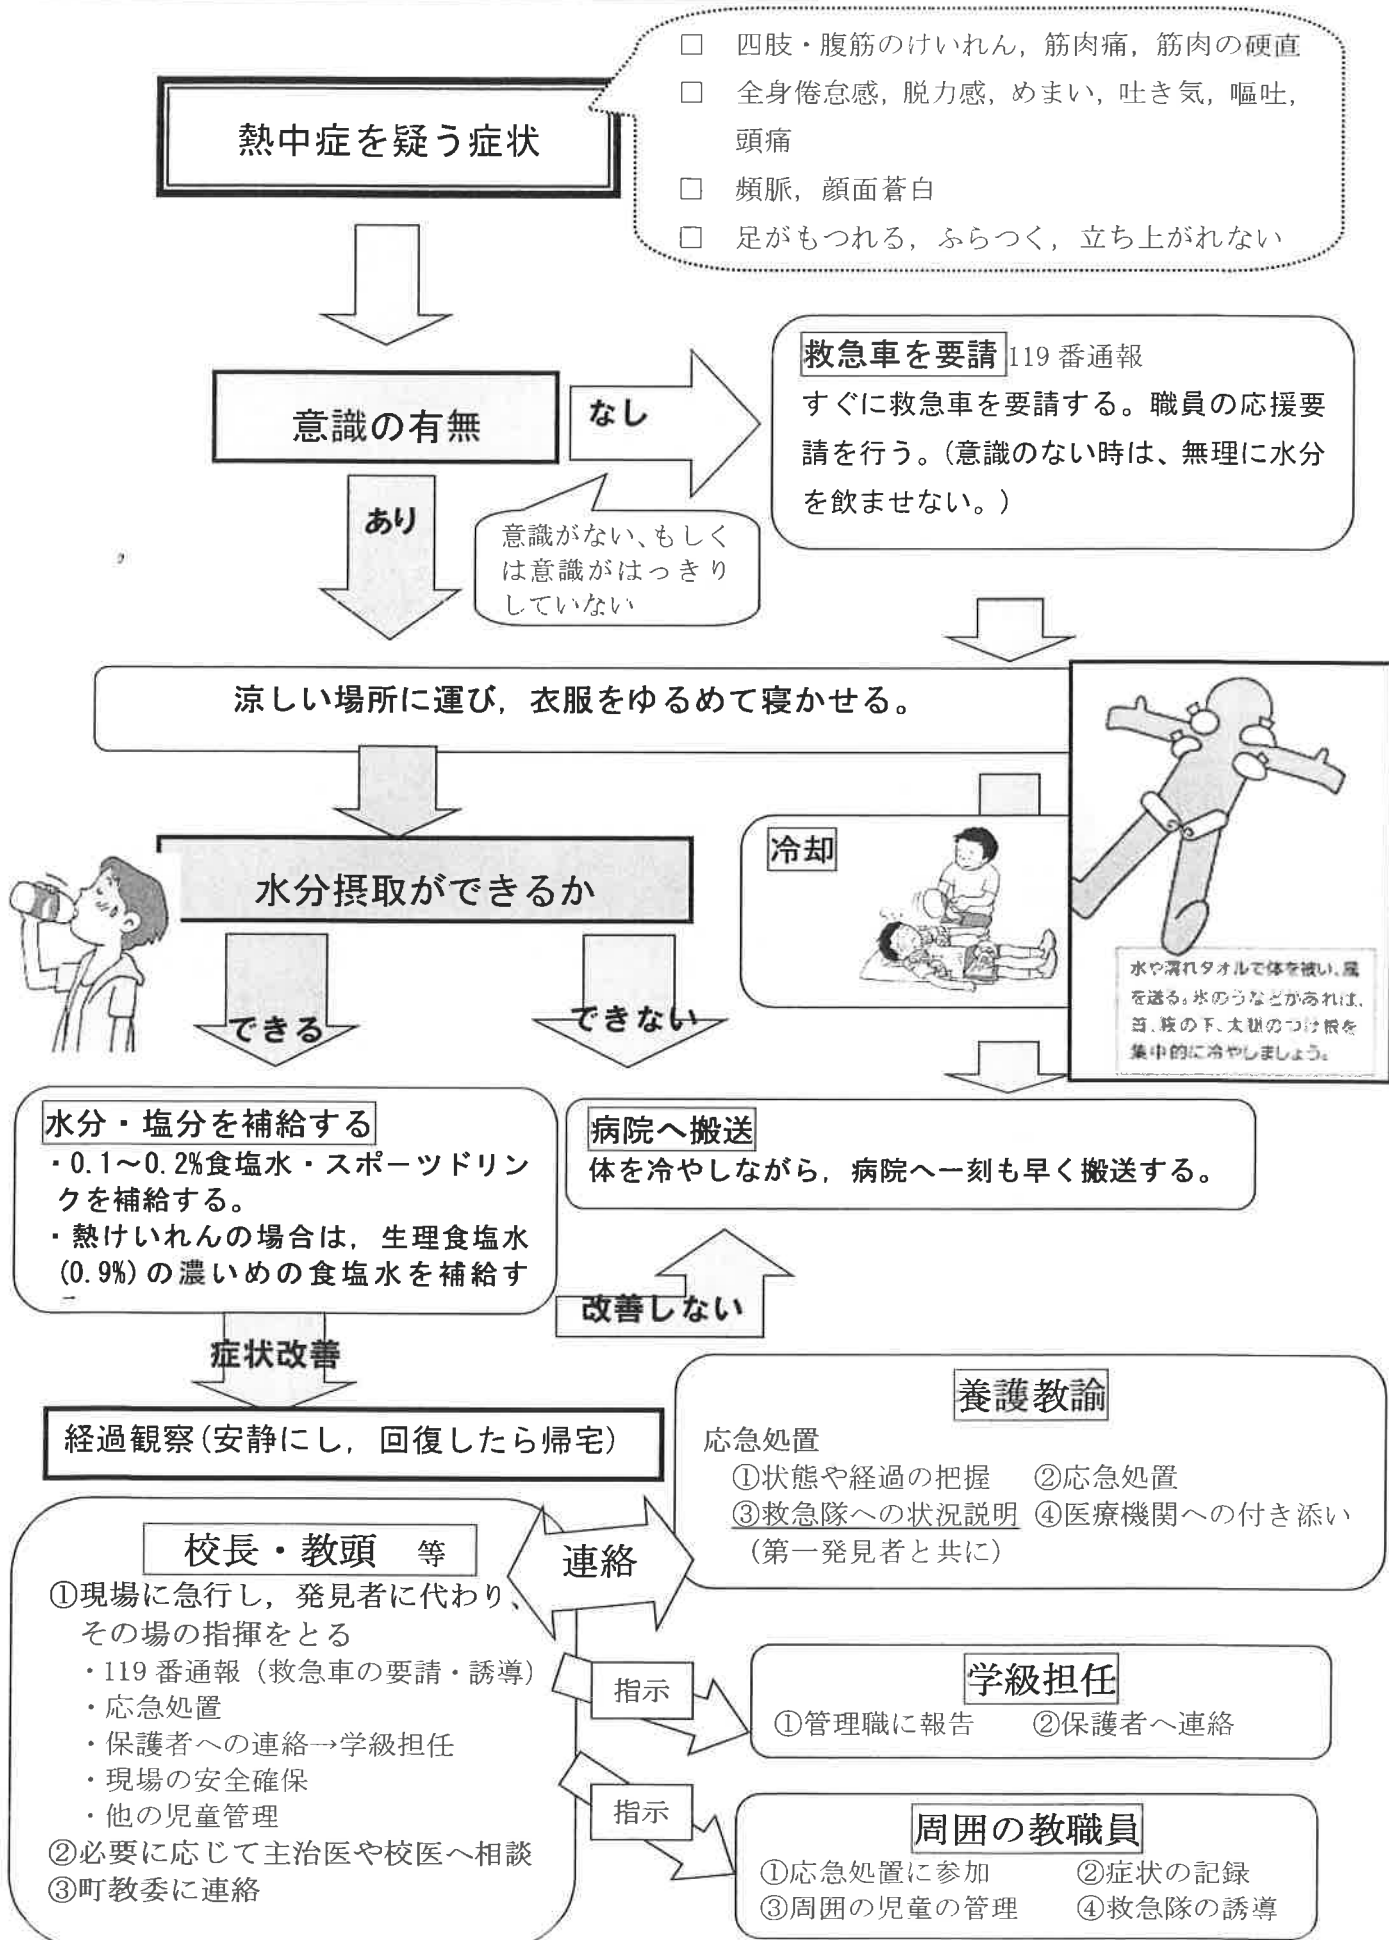 □ 四肢・腹筋のけいれん，筋肉痛，筋肉の硬直
□ 全身倦怠感，脱力感，めまい，吐き気，嘔吐，
頭痛
□ 頻脈，顔面蒼白
□ 足がもつれる，ふらつく，立ち上がれない
熱中症を疑う症状
救急車を要請 119 番通報
すぐに救急車を要請する。職員の応援要
請を行う。（意識のない時は、無理に水分
を飲ませない。）
意識の有無
なし
あり
意識がない、もしく
は意識がはっきり
していない
涼しい場所に運び，衣服をゆるめて寝かせる。
水分摂取ができるか
冷却
水や濡れタオルで体を被い、風
を送る。氷のうなどがあれば、
首、腋の下、太腿のつけ根を
集中的に冷やしましょう。
できる
できない
水分・塩分を補給する
・0.1～0.2%食塩水・スポーツドリン
クを補給する。
・熱けいれんの場合は，生理食塩水
(0.9%)の濃いめの食塩水を補給す
病院へ搬送
体を冷やしながら，病院へ一刻も早く搬送する。
改善しない
症状改善
経過観察(安静にし，回復したら帰宅)
養護教諭
応急処置
①状態や経過の把握 ②応急処置
③救急隊への状況説明 ④医療機関への付き添い
（第一発見者と共に）
連絡
校長・教頭 等
①現場に急行し，発見者に代わり、
その場の指揮をとる
・119 番通報（救急車の要請・誘導）
・応急処置
・保護者への連絡→学級担任
・現場の安全確保
・他の児童管理
②必要に応じて主治医や校医へ相談
③町教委に連絡
指示
学級担任
①管理職に報告 ②保護者へ連絡
指示
周囲の教職員
①応急処置に参加 ②症状の記録
③周囲の児童の管理 ④救急隊の誘導